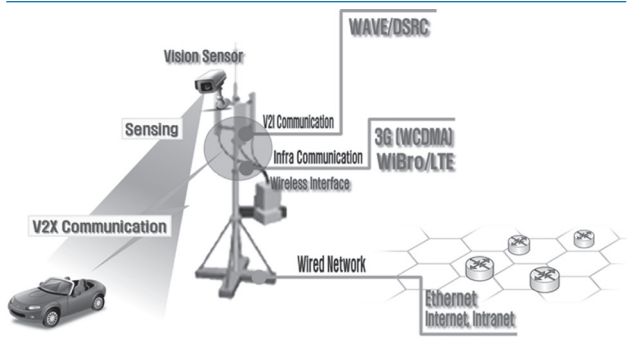 WAVE/DSRC
Vision Sensor
V2I Communication
Sensing
3G (WCDMA)
WiBro/LTE
Infra Communication
Wireless Interface
V2X Communication
Wired Network
Ethernet
Internet, Intranet